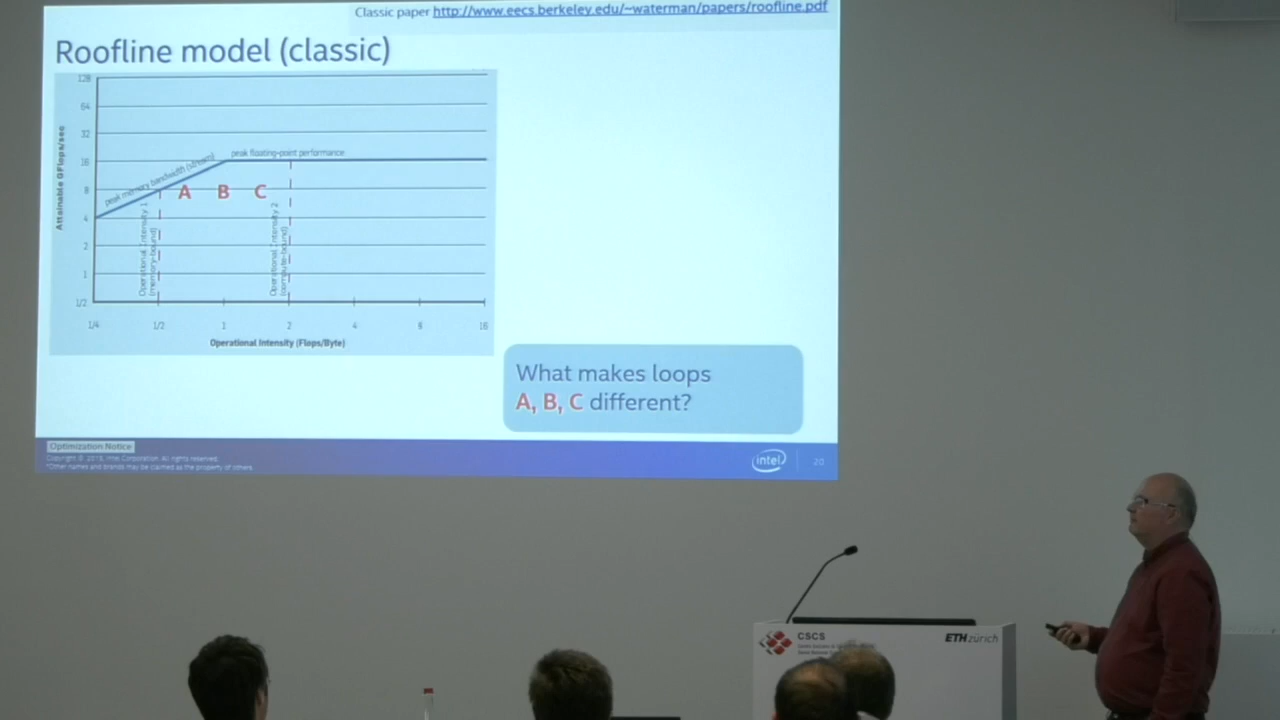 Classic paper http://www.eecs.berkeley.edu/~waterman/papers/roofline.pdf
Roofline model (classic)
128
64
32
16
8
4
2
1
1/2
Attainable GFlops/sec
peak memory bandwidth (stream)
peak floating-point performance
A B C
Operational Intensity 1
(memory-bound)
Operational Intensity 2
(compute-bound)
1/4 1/2 1 2 4 8 16
Operational Intensity (Flops/Byte)
What makes loops
A, B, C different?
Optimization Notice
Copyright © 2015, Intel Corporation. All rights reserved.
*Other names and brands may be claimed as the property of others.
intel
20
CSCS
ETH zürich